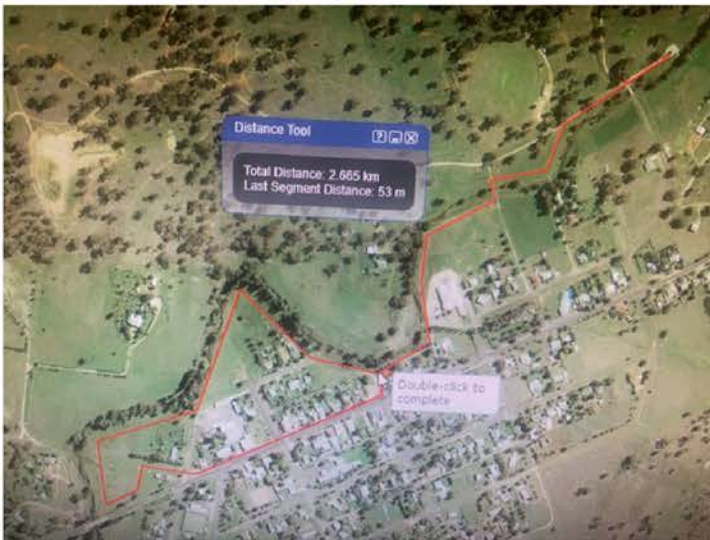 Distance Tool
Total Distance: 2.665 km
Last Segment Distance: 53 m
Double-click to
complete